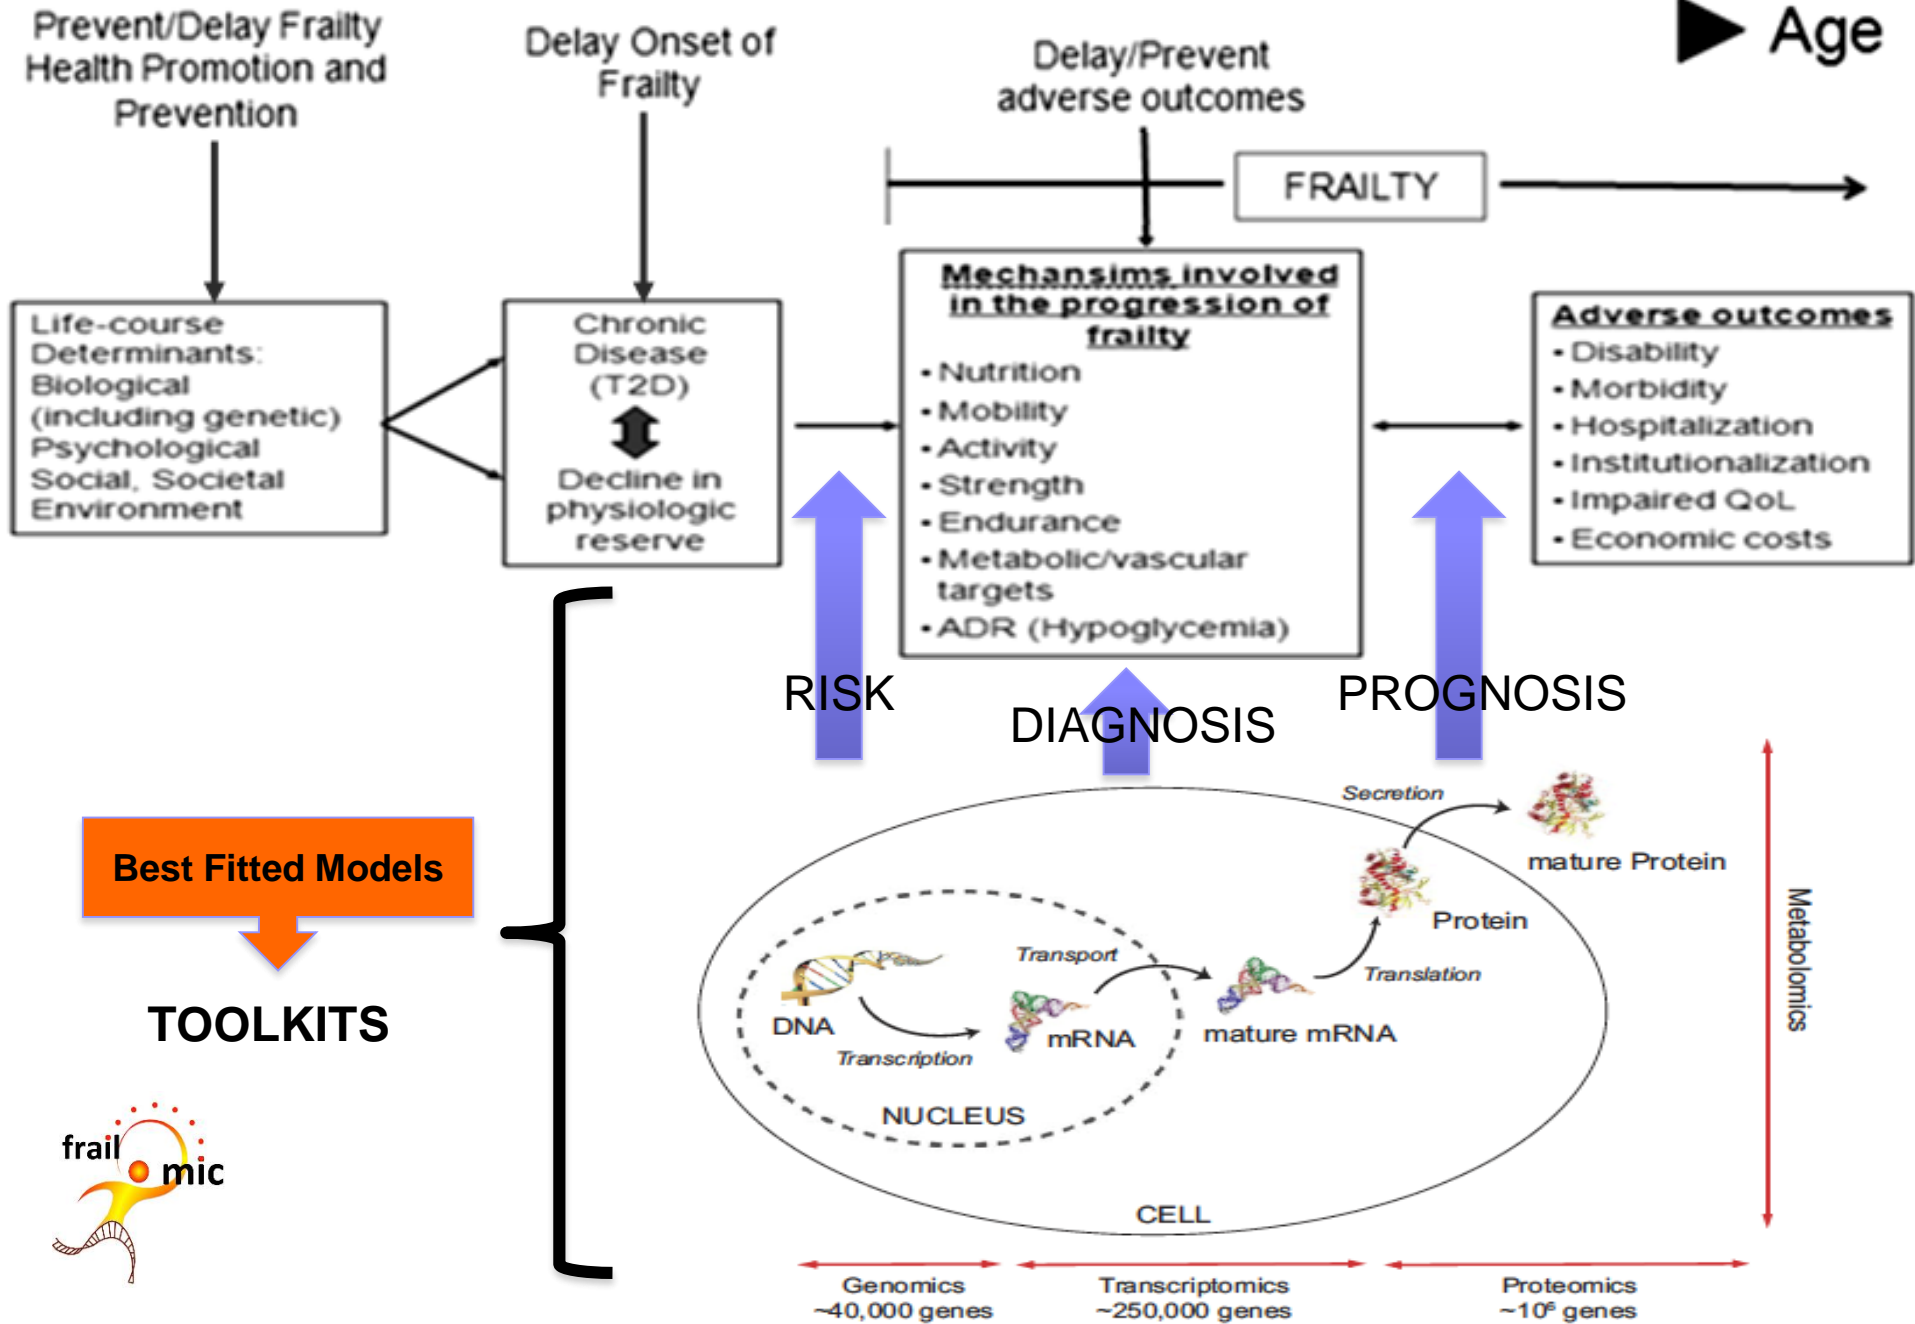 Prevent/Delay Frailty
Health Promotion and
Prevention
Delay Onset of
Frailty
Delay/Prevent
adverse outcomes
Age
FRAILTY
Life-course
Determinants:
Biological
(including genetic)
Psychological
Social, Societal
Environment
Chronic
Disease
(T2D)
Decline in
physiologic
reserve
Mechansims involved
in the progression of
frailty
• Nutrition
• Mobility
• Activity
• Strength
• Endurance
• Metabolic/vascular
targets
• ADR (Hypoglycemia)
Adverse outcomes
• Disability
• Morbidity
• Hospitalization
• Institutionalization
• Impaired QoL
• Economic costs
RISK
DIAGNOSIS
PROGNOSIS
Best Fitted Models
TOOLKITS
frail
mic
Secretion
mature Protein
Protein
Transport
Translation
DNA
mRNA
mature mRNA
Transcription
NUCLEUS
CELL
Metabolomics
Genomics
~40,000 genes
Transcriptomics
~250,000 genes
Proteomics
~10⁶ genes